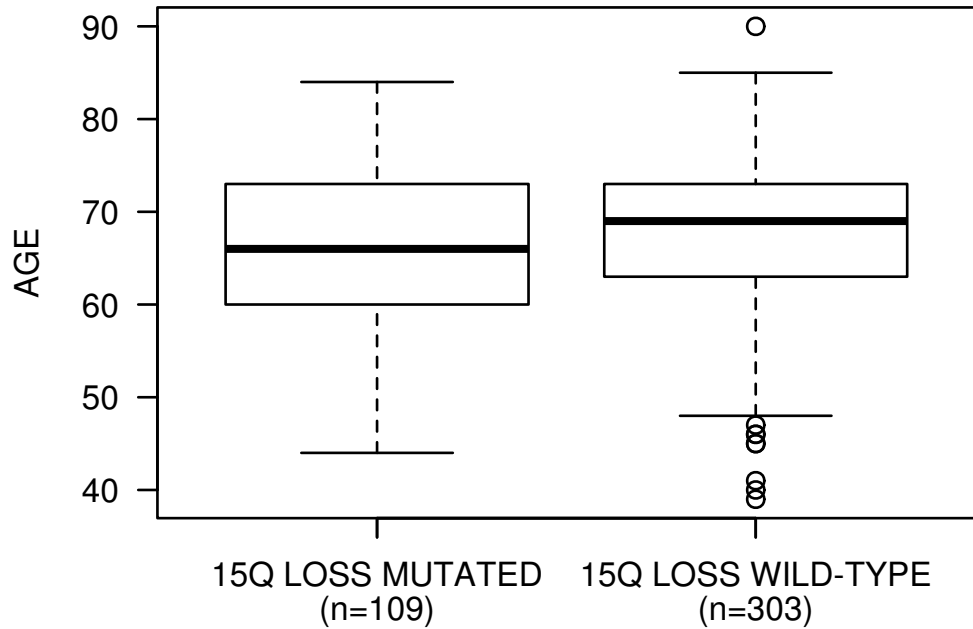 AGE
90
80
70
60
50
40
15Q LOSS MUTATED
(n=109)
15Q LOSS WILD-TYPE
(n=303)